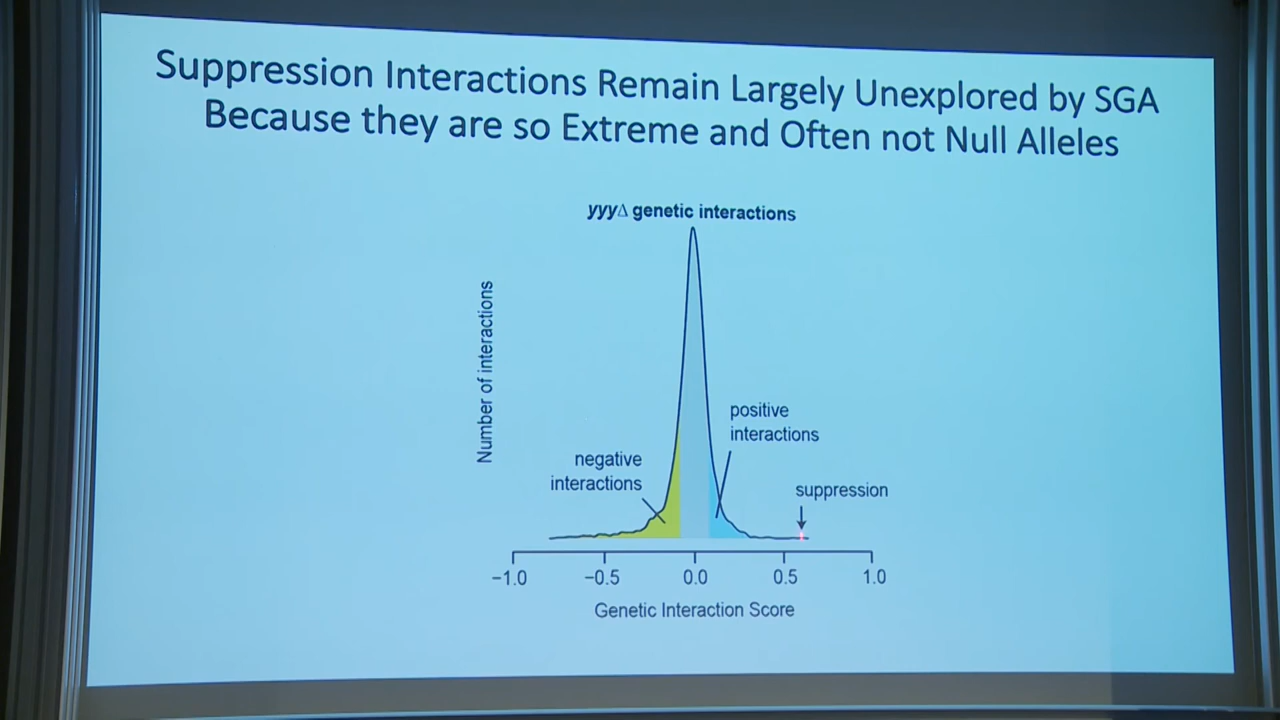 Suppression Interactions Remain Largely Unexplored by SGA
Because they are so Extreme and Often not Null Alleles
yyyΔ genetic interactions
Number of interactions
positive
interactions
negative
interactions
suppression
−1.0
−0.5
0.0
0.5
1.0
Genetic Interaction Score